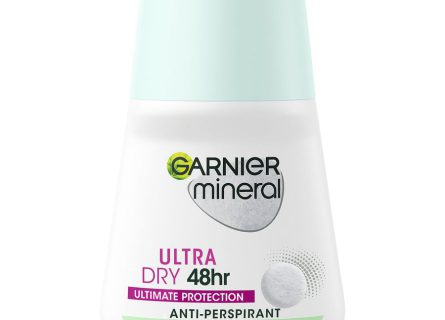 GARNIER
mineral
ULTRA
DRY 48hr
ULTIMATE PROTECTION
ANTI-PERSPIRANT